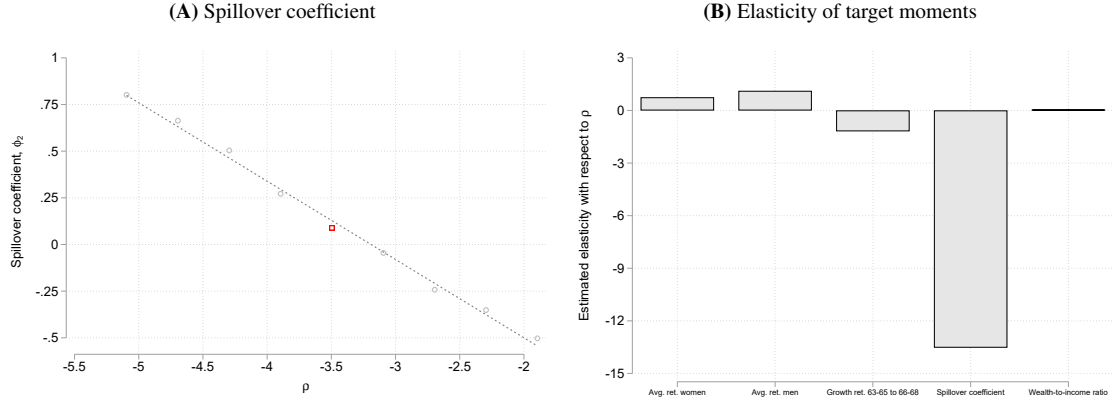 (A) Spillover coefficient
1
.75
.5
.25
0
-.25
-.5
Spillover coefficient, ϕ₂
-5.5 -5 -4.5 -4 -3.5 -3 -2.5 -2
ρ
(B) Elasticity of target moments
3
0
-3
-6
-9
-12
-15
Estimated elasticity with respect to ρ
Avg. ret. women Avg. ret. men Growth ret. 63-65 to 66-68 Spillover coefficient Wealth-to-income ratio